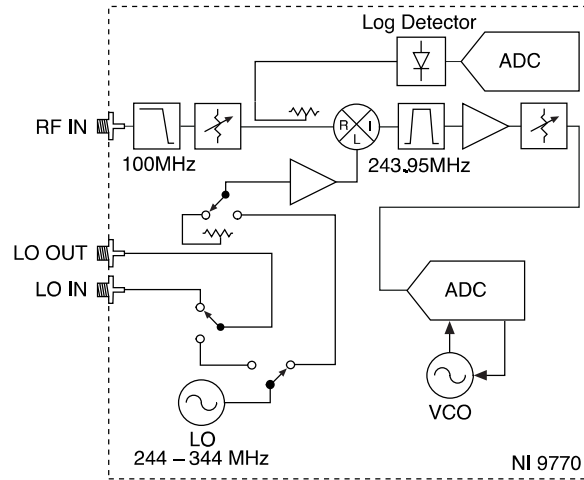 Log Detector
ADC
RF IN
R
I
L
100MHz
243.95MHz
LO OUT
LO IN
ADC
VCO
LO
244 – 344 MHz
NI 9770